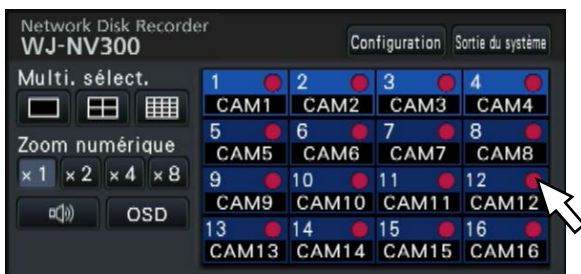 Network Disk Recorder
WJ-NV300
Configuration
Sortie du système
Multi. sélect.
Zoom numérique
× 1 × 2 × 4 × 8
OSD
1 2 3 4
CAM1 CAM2 CAM3 CAM4
5 6 7 8
CAM5 CAM6 CAM7 CAM8
9 10 11 12
CAM9 CAM10 CAM11 CAM12
13 14 15 16
CAM13 CAM14 CAM15 CAM16